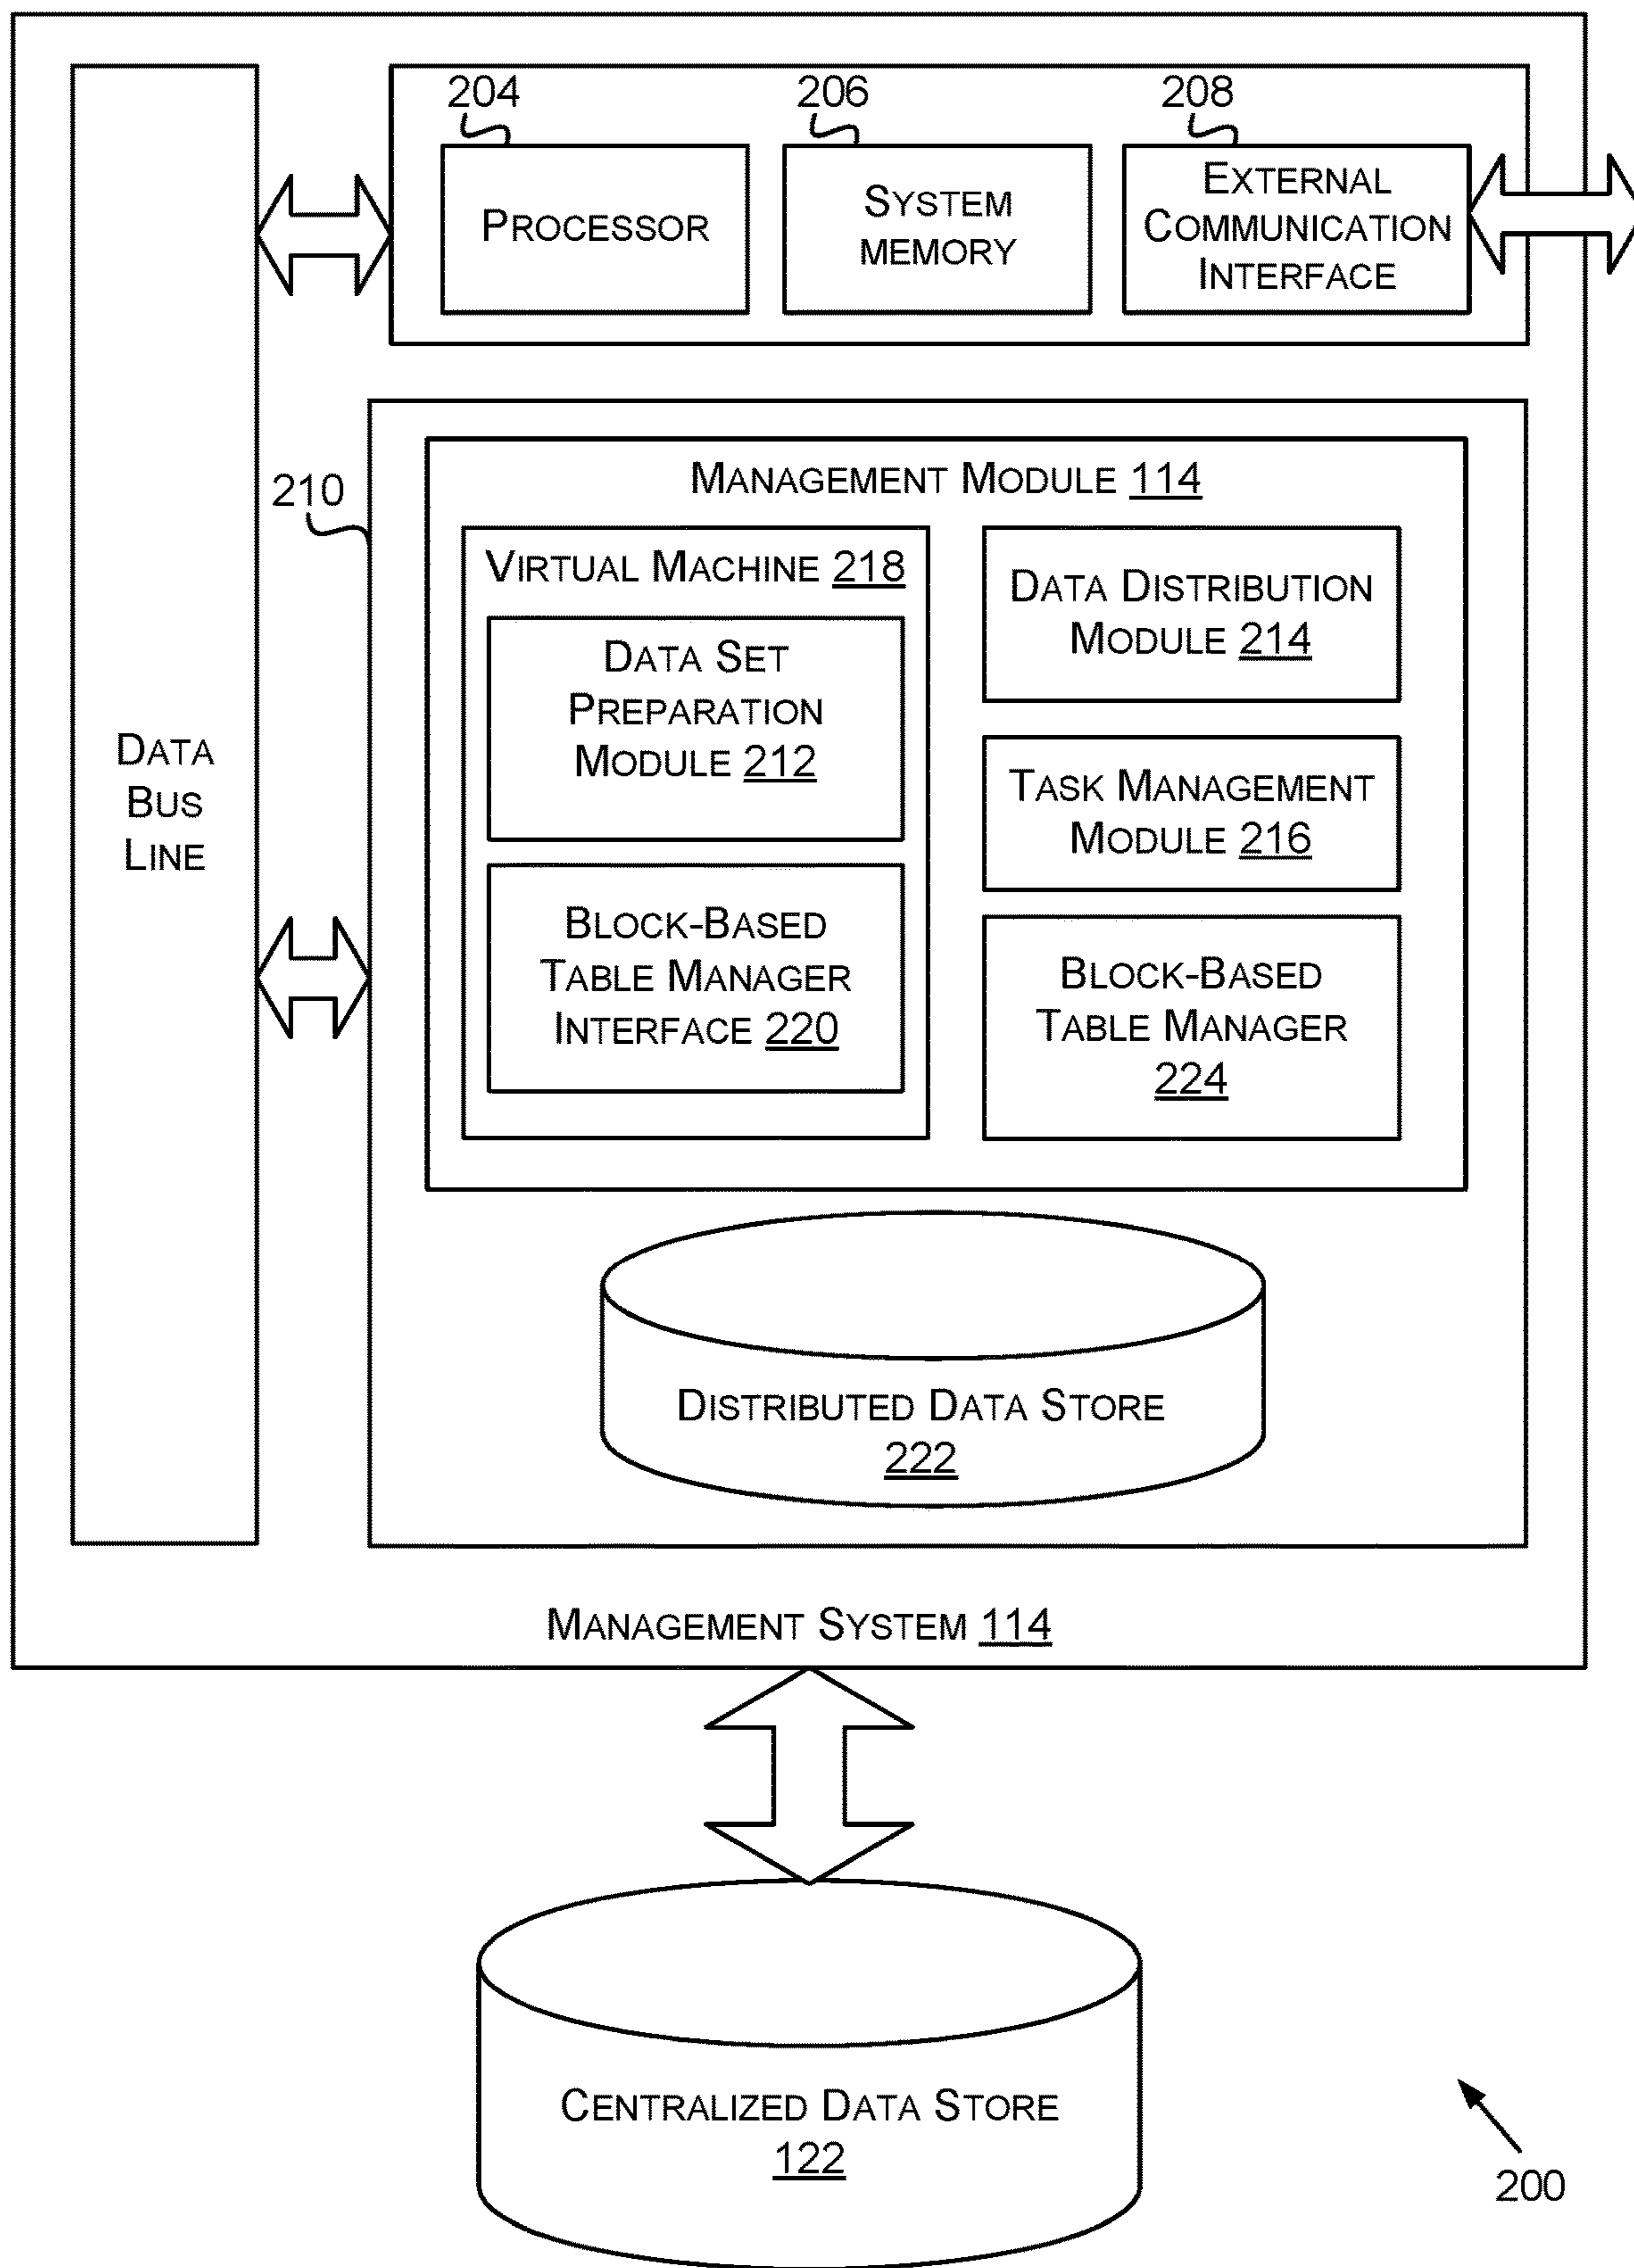 204
206
208
PROCESSOR
SYSTEM
MEMORY
EXTERNAL
COMMUNICATION
INTERFACE
DATA
BUS
LINE
210
MANAGEMENT MODULE 114
VIRTUAL MACHINE 218
DATA SET
PREPARATION
MODULE 212
BLOCK-BASED
TABLE MANAGER
INTERFACE 220
DATA DISTRIBUTION
MODULE 214
TASK MANAGEMENT
MODULE 216
BLOCK-BASED
TABLE MANAGER
224
DISTRIBUTED DATA STORE
222
MANAGEMENT SYSTEM 114
CENTRALIZED DATA STORE
122
200